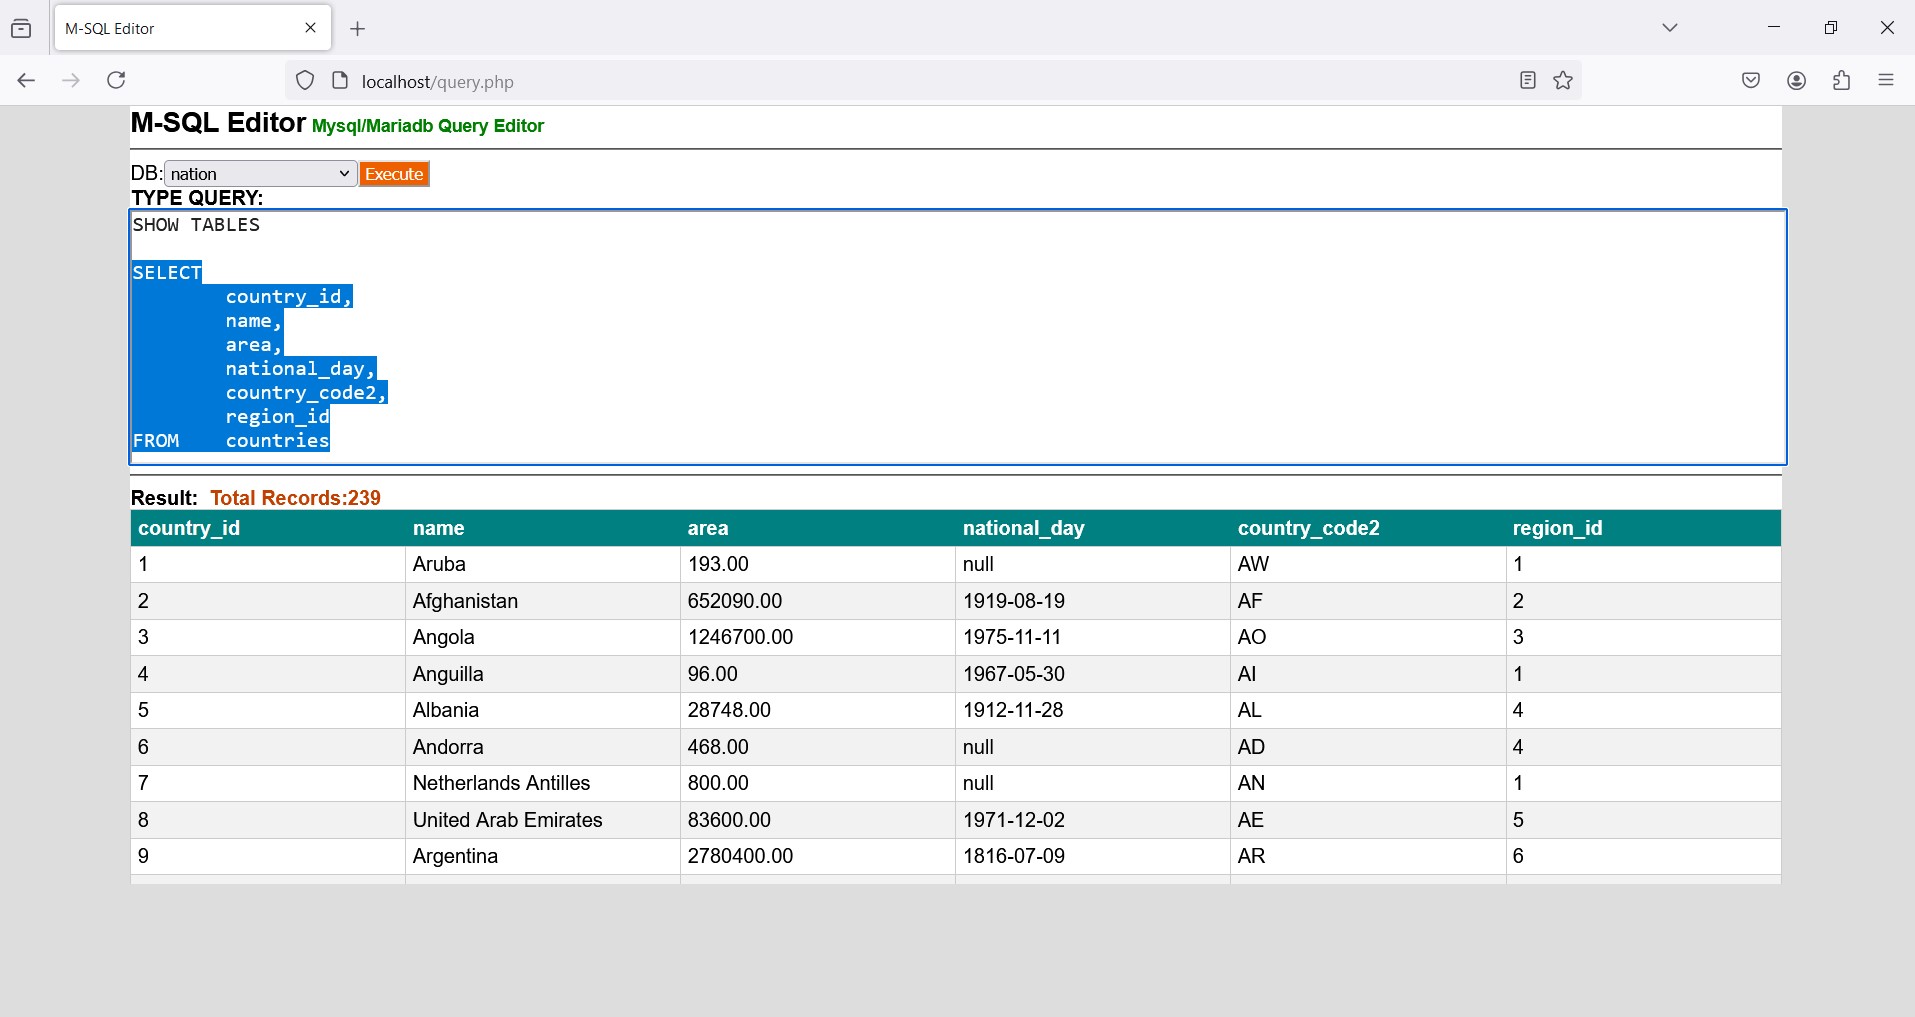 M-SQL Editor
localhost/query.php
M-SQL Editor Mysql/Mariadb Query Editor
DB: nation Execute
TYPE QUERY:
SHOW TABLES
SELECT
country_id,
name,
area,
national_day,
country_code2,
region_id
FROM countries
Result: Total Records:239
country_id name area national_day country_code2 region_id
1 Aruba 193.00 null AW 1
2 Afghanistan 652090.00 1919-08-19 AF 2
3 Angola 1246700.00 1975-11-11 AO 3
4 Anguilla 96.00 1967-05-30 AI 1
5 Albania 28748.00 1912-11-28 AL 4
6 Andorra 468.00 null AD 4
7 Netherlands Antilles 800.00 null AN 1
8 United Arab Emirates 83600.00 1971-12-02 AE 5
9 Argentina 2780400.00 1816-07-09 AR 6